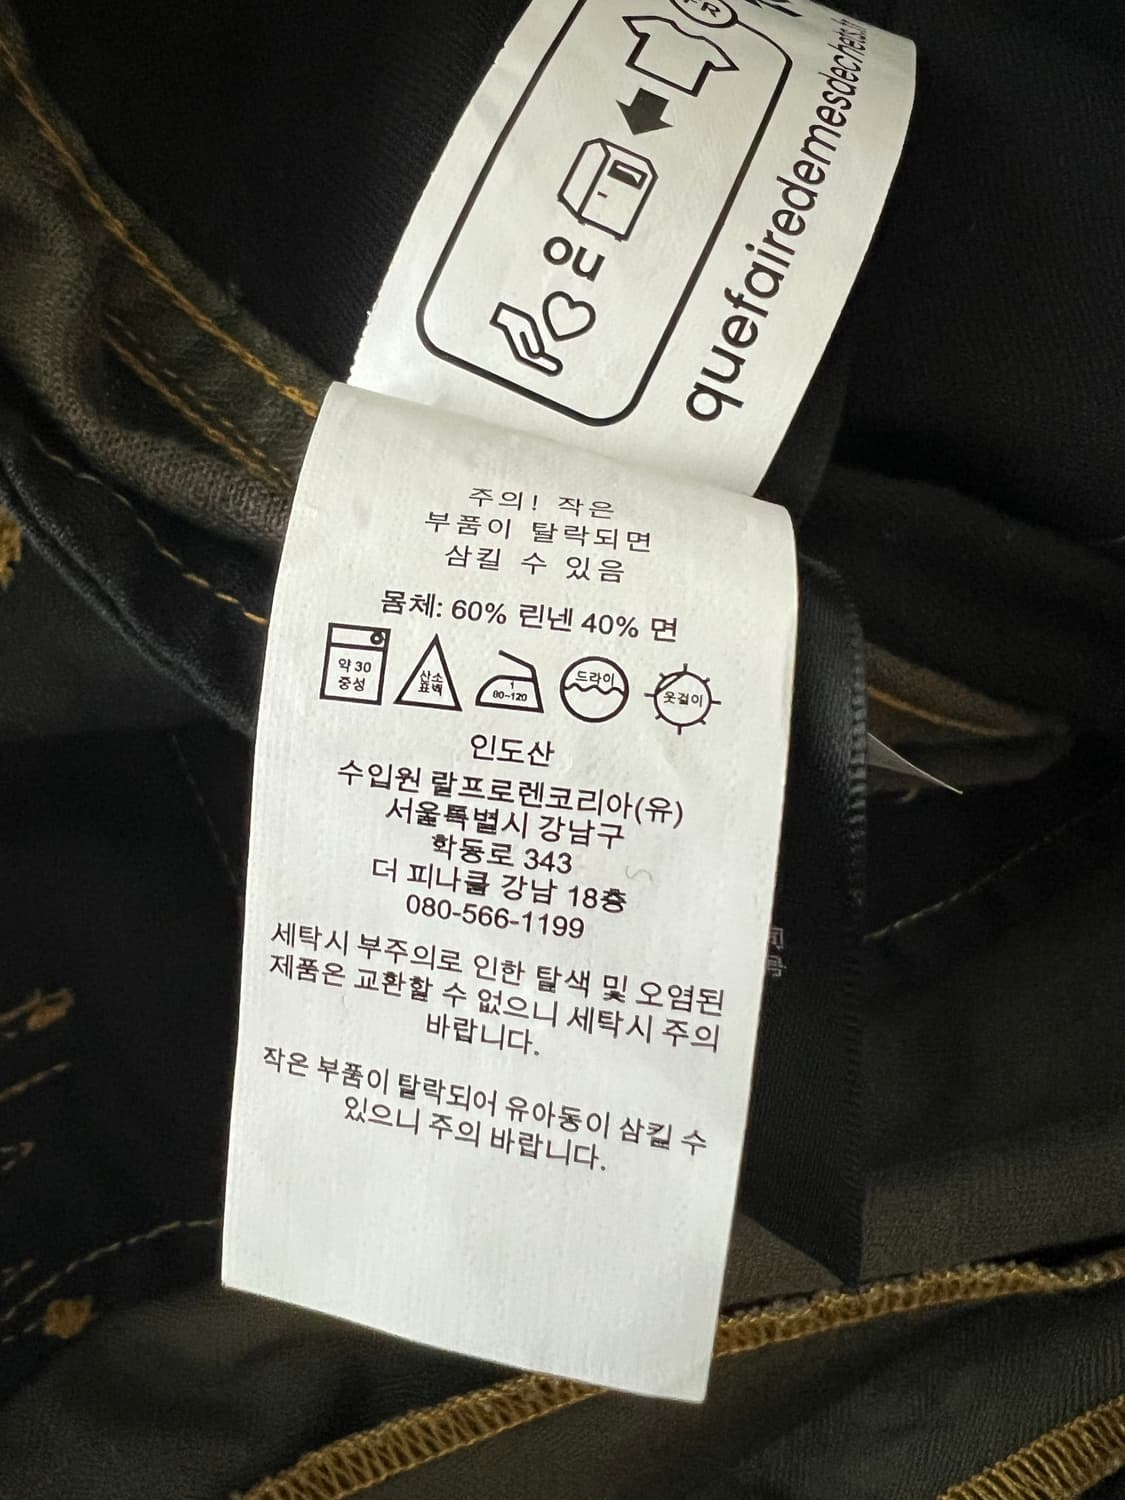 OU
quefairedemesdechets.fr
주의! 작은
부품이 탈락되면
삼킬 수 있음
몸체: 60% 린넨 40% 면
약 30
중성
산소
표백
1
80~120
드라이
옷걸이
인도산
수입원 랄프로렌코리아(유)
서울특별시 강남구
학동로 343
더 피나클 강남 18층
080-566-1199
세탁시 부주의로 인한 탈색 및 오염된
제품은 교환할 수 없으니 세탁시 주의
바랍니다.
작은 부품이 탈락되어 유아동이 삼킬 수
있으니 주의 바랍니다.